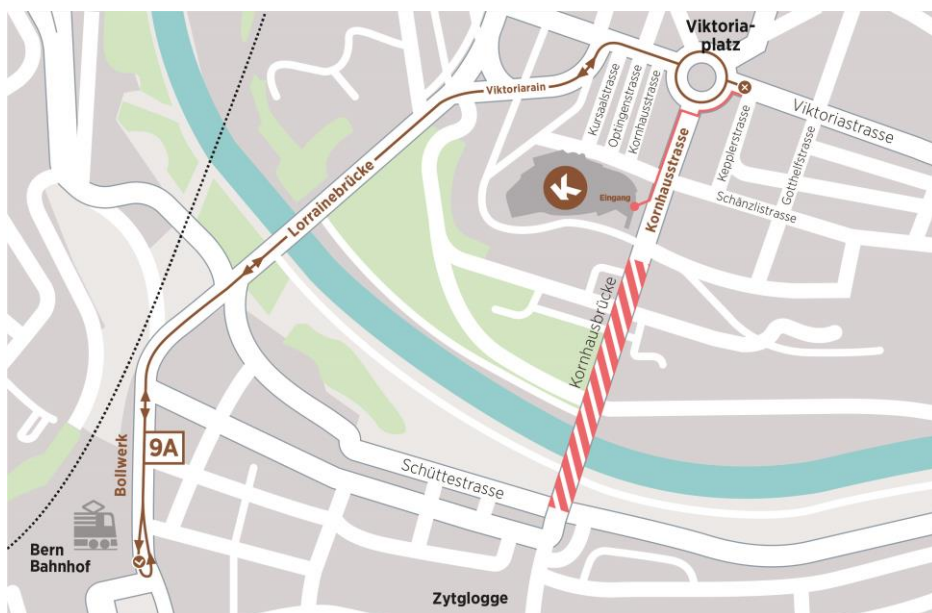 Viktoria-
platz
Viktoriarain
Kursaalstrasse
Optingenstrasse
Kornhausstrasse
Viktoriastrasse
Kepplerstrasse
Gotthelfstrasse
Kornhausstrasse
Schänzlistrasse
K
Eingang
Lorrainebrücke
Kornhausbrücke
9A
Bollwerk
Schüttestrasse
Bern
Bahnhof
Zytglogge